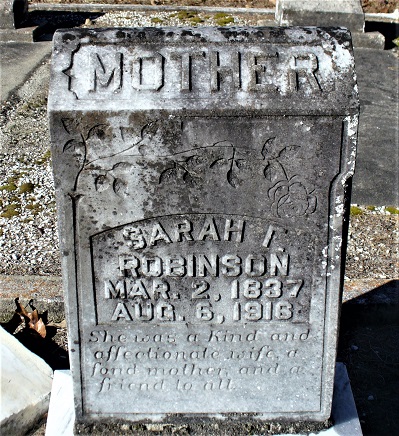 MOTHER
SARAH F.
ROBINSON
MAR. 2, 1837
AUG. 6, 1916
She was a kind and
affectionate wife, a
fond mother, and a
friend to all.